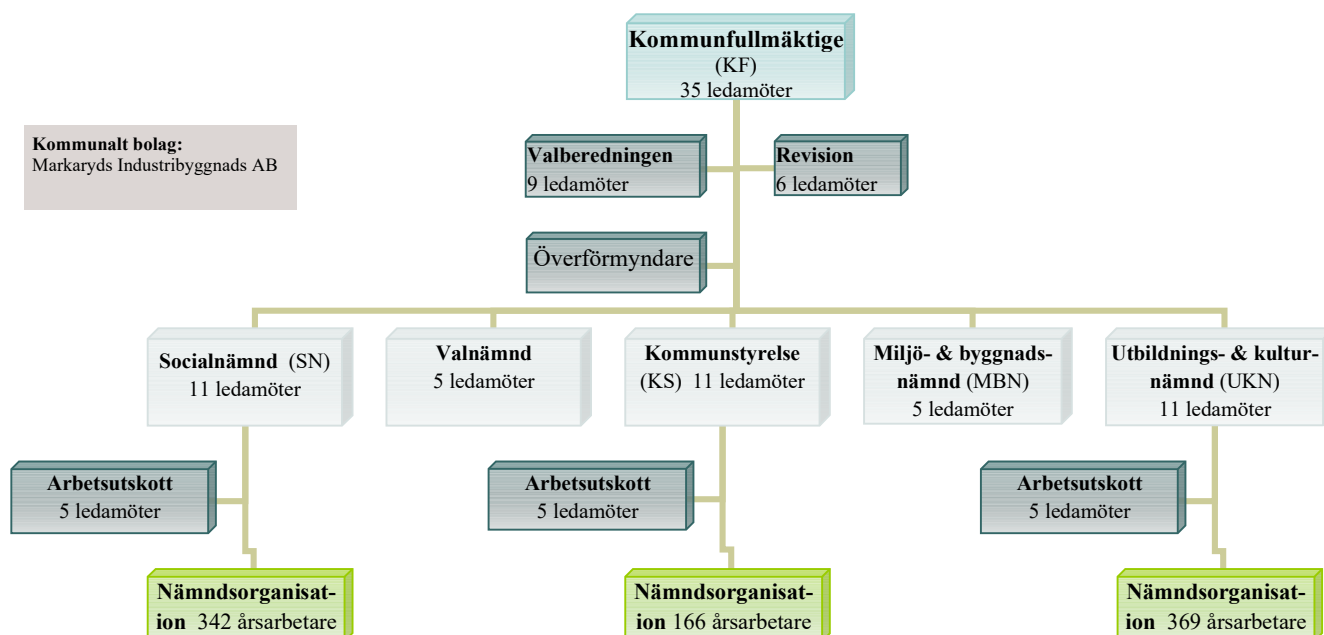 Kommunfullmäktige
(KF)
35 ledamöter
Kommunalt bolag:
Markaryds Industribyggnads AB
Valberedningen
9 ledamöter
Revision
6 ledamöter
Överförmyndare
Socialnämnd (SN)
11 ledamöter
Valnämnd
5 ledamöter
Kommunstyrelse
(KS) 11 ledamöter
Miljö- & byggnads-
nämnd (MBN)
5 ledamöter
Utbildnings- & kultur-
nämnd (UKN)
11 ledamöter
Arbetsutskott
5 ledamöter
Arbetsutskott
5 ledamöter
Arbetsutskott
5 ledamöter
Nämndsorganisat-
ion 342 årsarbetare
Nämndsorganisat-
ion 166 årsarbetare
Nämndsorganisat-
ion 369 årsarbetare